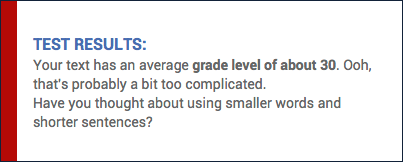 TEST RESULTS:
Your text has an average grade level of about 30. Ooh,
that's probably a bit too complicated.
Have you thought about using smaller words and
shorter sentences?